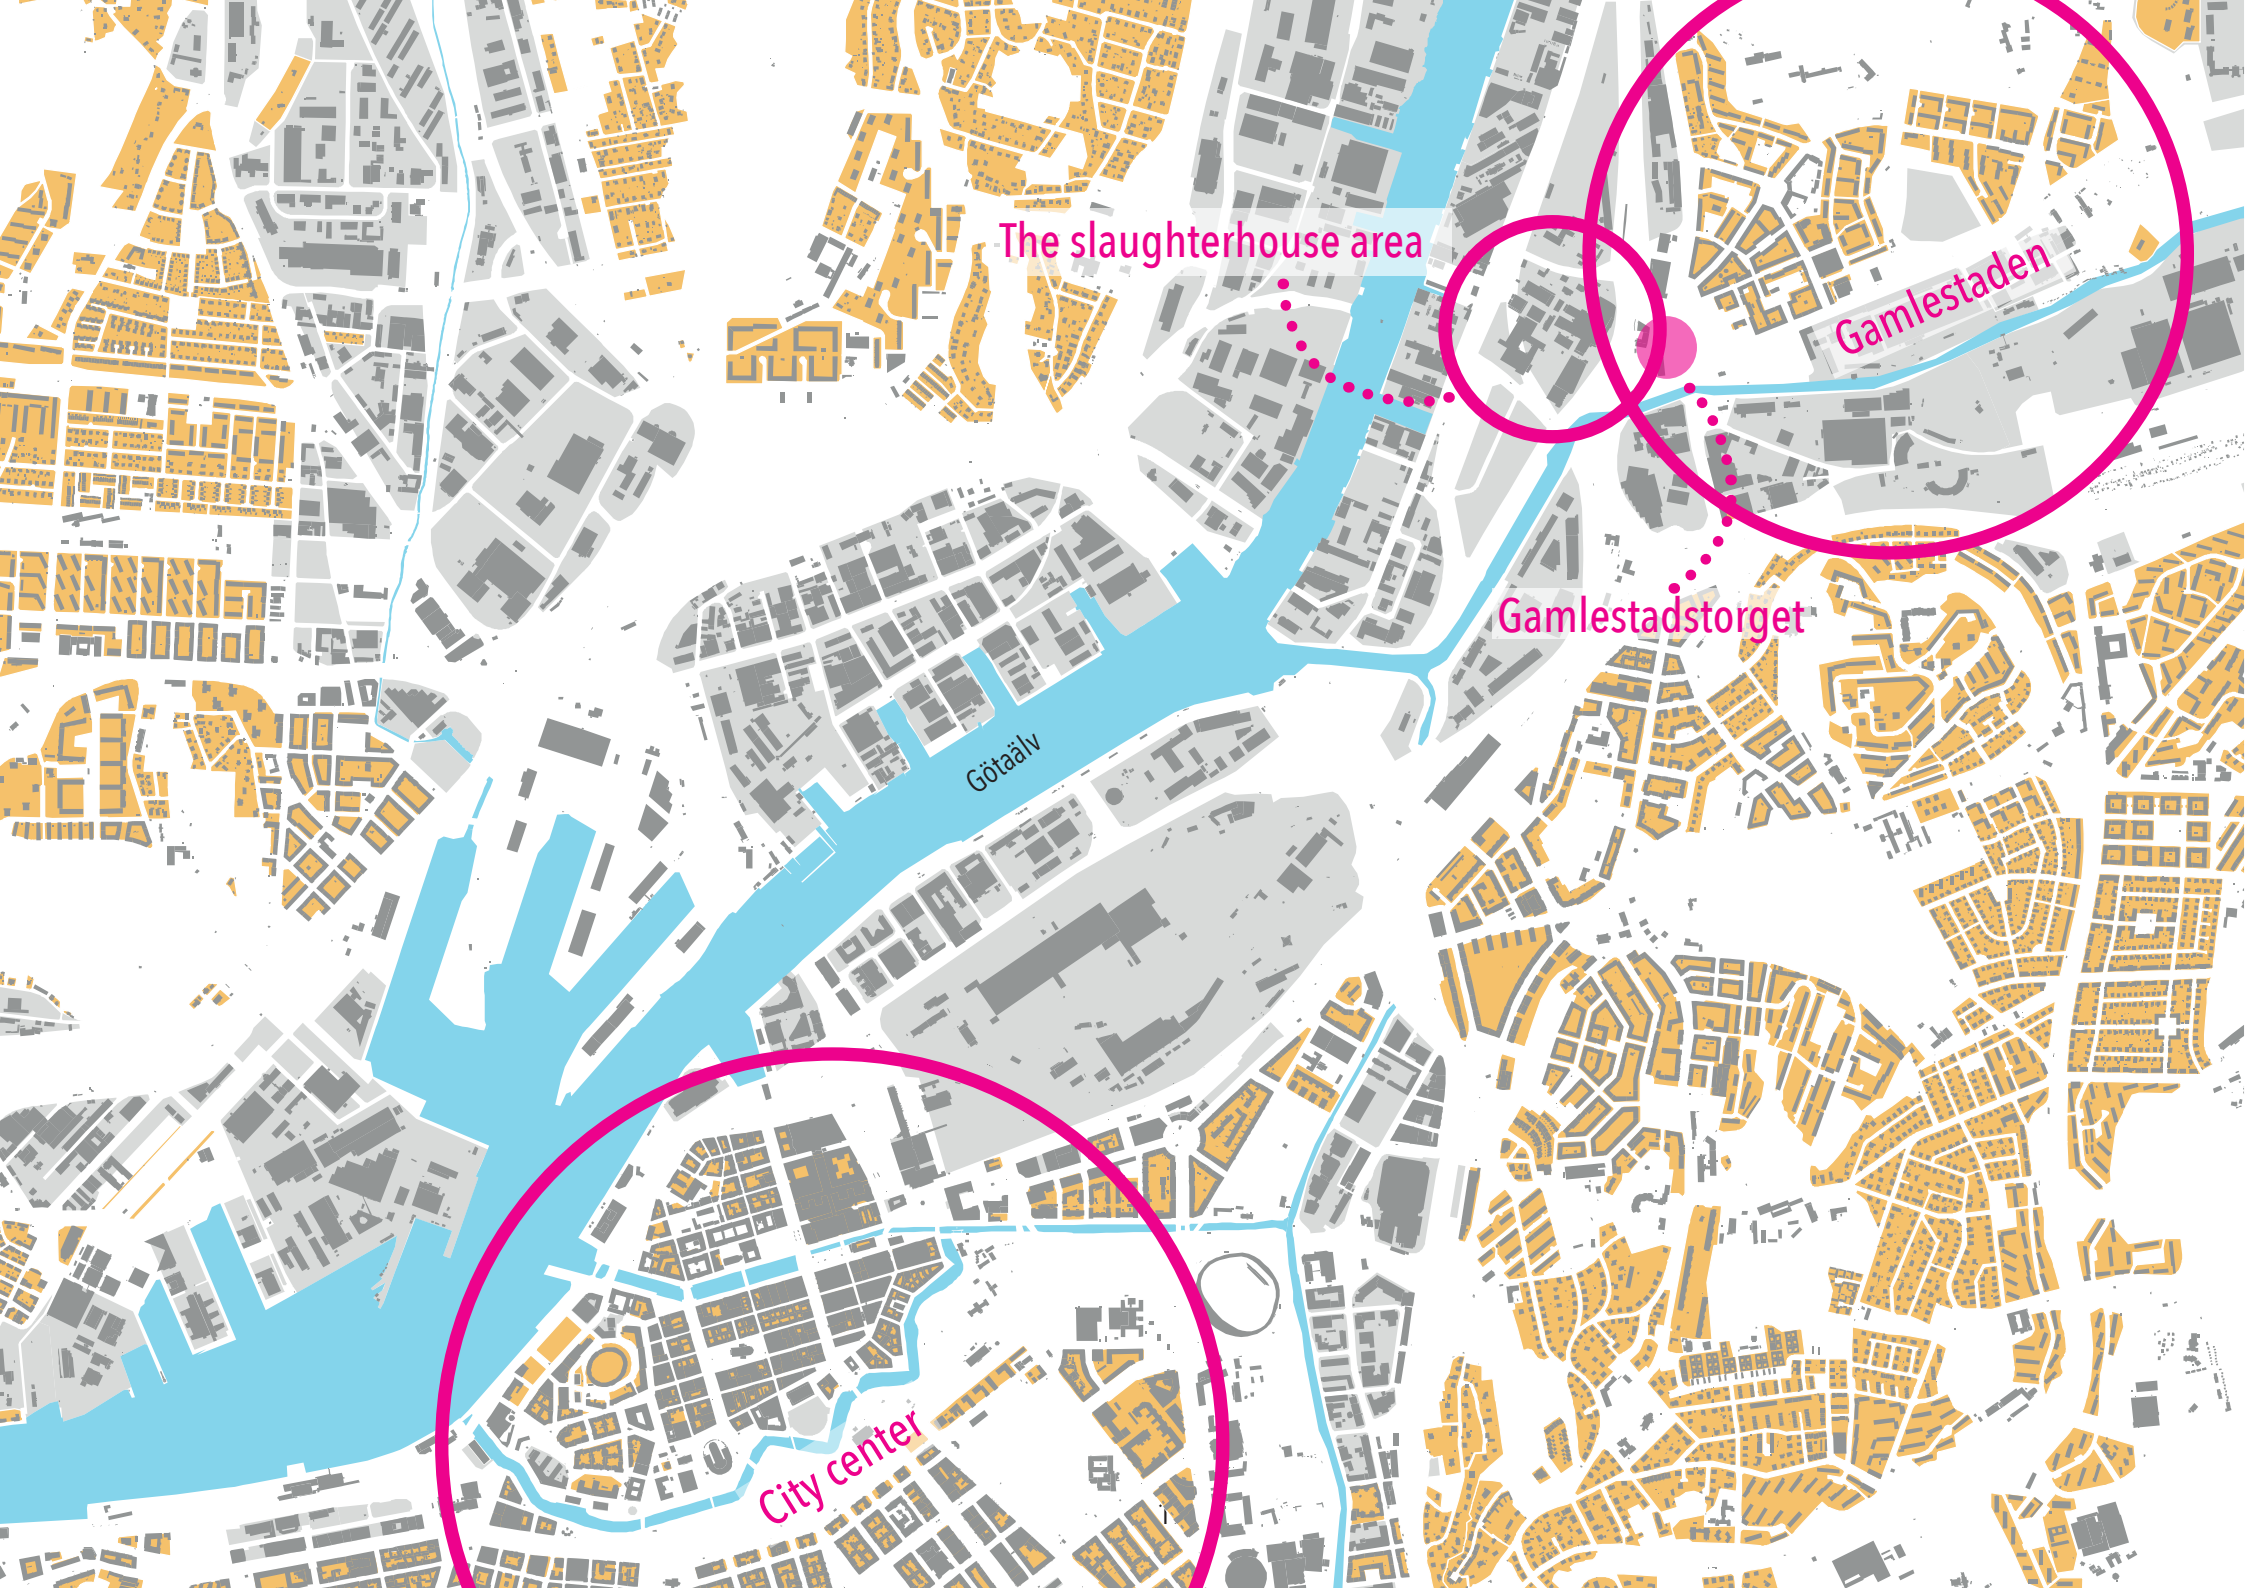 The slaughterhouse area
Gamlestaden
Gamlestadstorget
Götaälv
City center